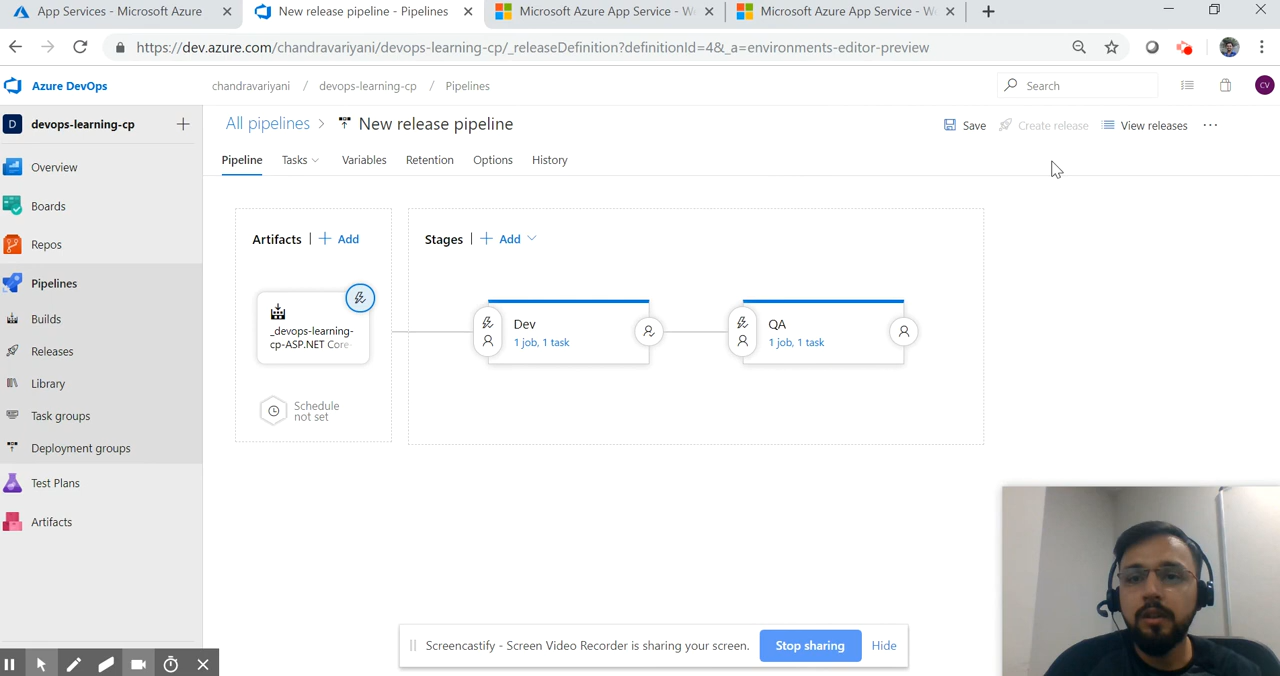 App Services - Microsoft Azure
New release pipeline - Pipelines
Microsoft Azure App Service - We
Microsoft Azure App Service - We
https://dev.azure.com/chandravariyani/devops-learning-cp/_releaseDefinition?definitionId=4&_a=environments-editor-preview
Azure DevOps
chandravariyani / devops-learning-cp / Pipelines
Search
CV
D devops-learning-cp
All pipelines > New release pipeline
Save
Create release
View releases
Pipeline Tasks Variables Retention Options History
Overview
Boards
Repos
Pipelines
Builds
Releases
Library
Task groups
Deployment groups
Test Plans
Artifacts
Artifacts | + Add
_devops-learning-
cp-ASP.NET Core-
Schedule
not set
Stages | + Add
Dev
1 job, 1 task
QA
1 job, 1 task
Screencastify - Screen Video Recorder is sharing your screen.
Stop sharing
Hide